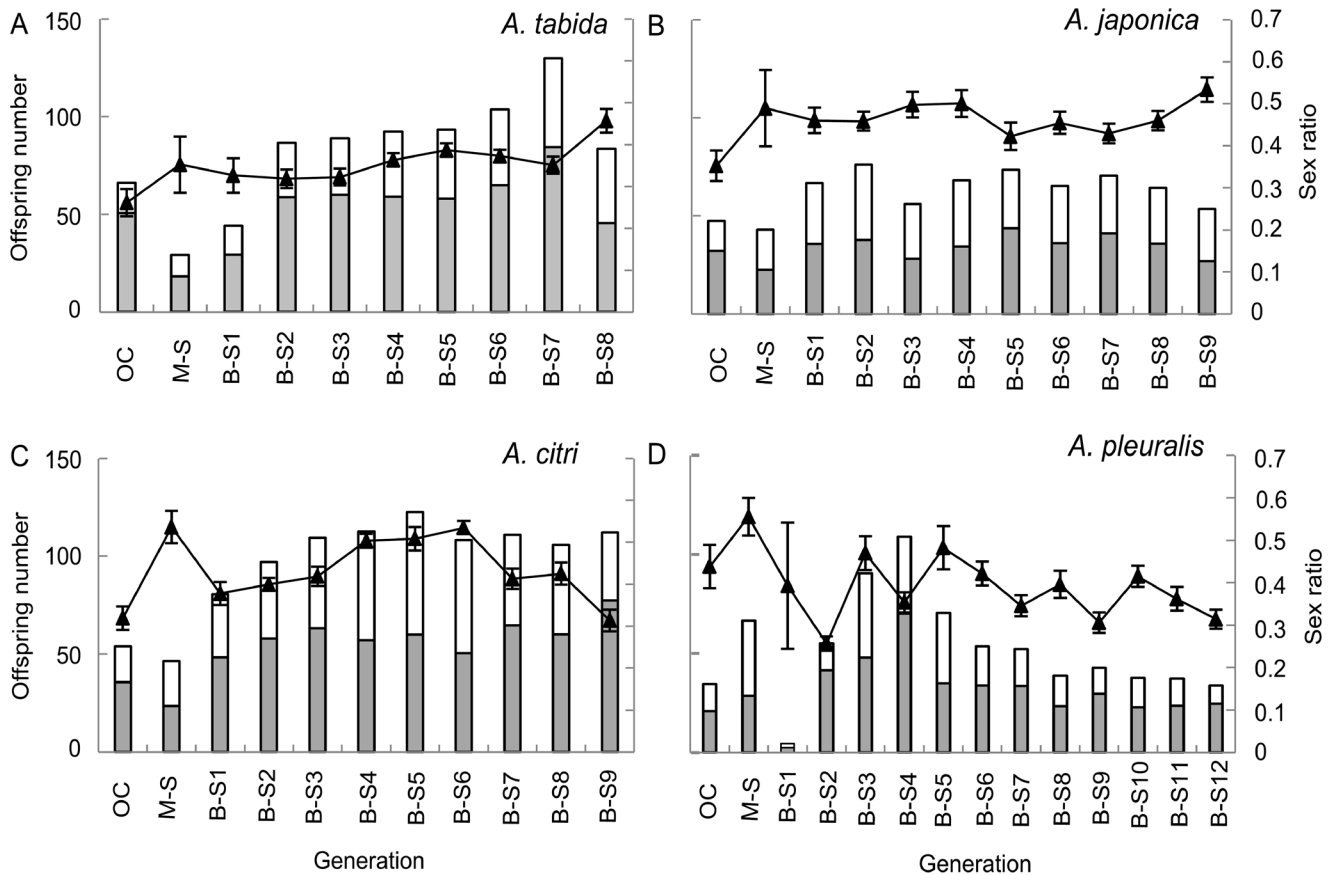 A
A. tabida
150
100
50
0
Offspring number
OC
M-S
B-S1
B-S2
B-S3
B-S4
B-S5
B-S6
B-S7
B-S8
B
A. japonica
0.7
0.6
0.5
0.4
0.3
0.2
0.1
0
Sex ratio
OC
M-S
B-S1
B-S2
B-S3
B-S4
B-S5
B-S6
B-S7
B-S8
B-S9
C
A. citri
150
100
50
0
Offspring number
OC
M-S
B-S1
B-S2
B-S3
B-S4
B-S5
B-S6
B-S7
B-S8
B-S9
Generation
D
A. pleuralis
0.7
0.6
0.5
0.4
0.3
0.2
0.1
0
Sex ratio
OC
M-S
B-S1
B-S2
B-S3
B-S4
B-S5
B-S6
B-S7
B-S8
B-S9
B-S10
B-S11
B-S12
Generation